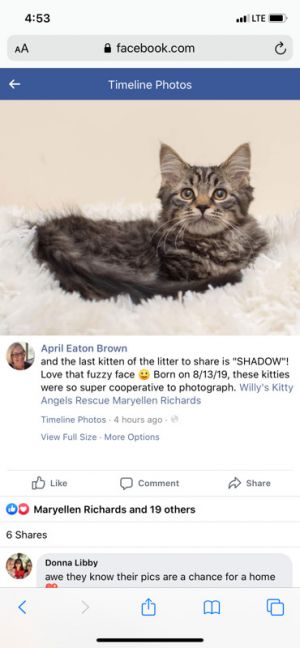 4:53
LTE
AA
facebook.com
Timeline Photos
April Eaton Brown
and the last kitten of the litter to share is "SHADOW"!
Love that fuzzy face 🙂 Born on 8/13/19, these kitties
were so super cooperative to photograph. Willy's Kitty
Angels Rescue Maryellen Richards
Timeline Photos · 4 hours ago ·
View Full Size · More Options
Like
Comment
Share
Maryellen Richards and 19 others
6 Shares
Donna Libby
awe they know their pics are a chance for a home